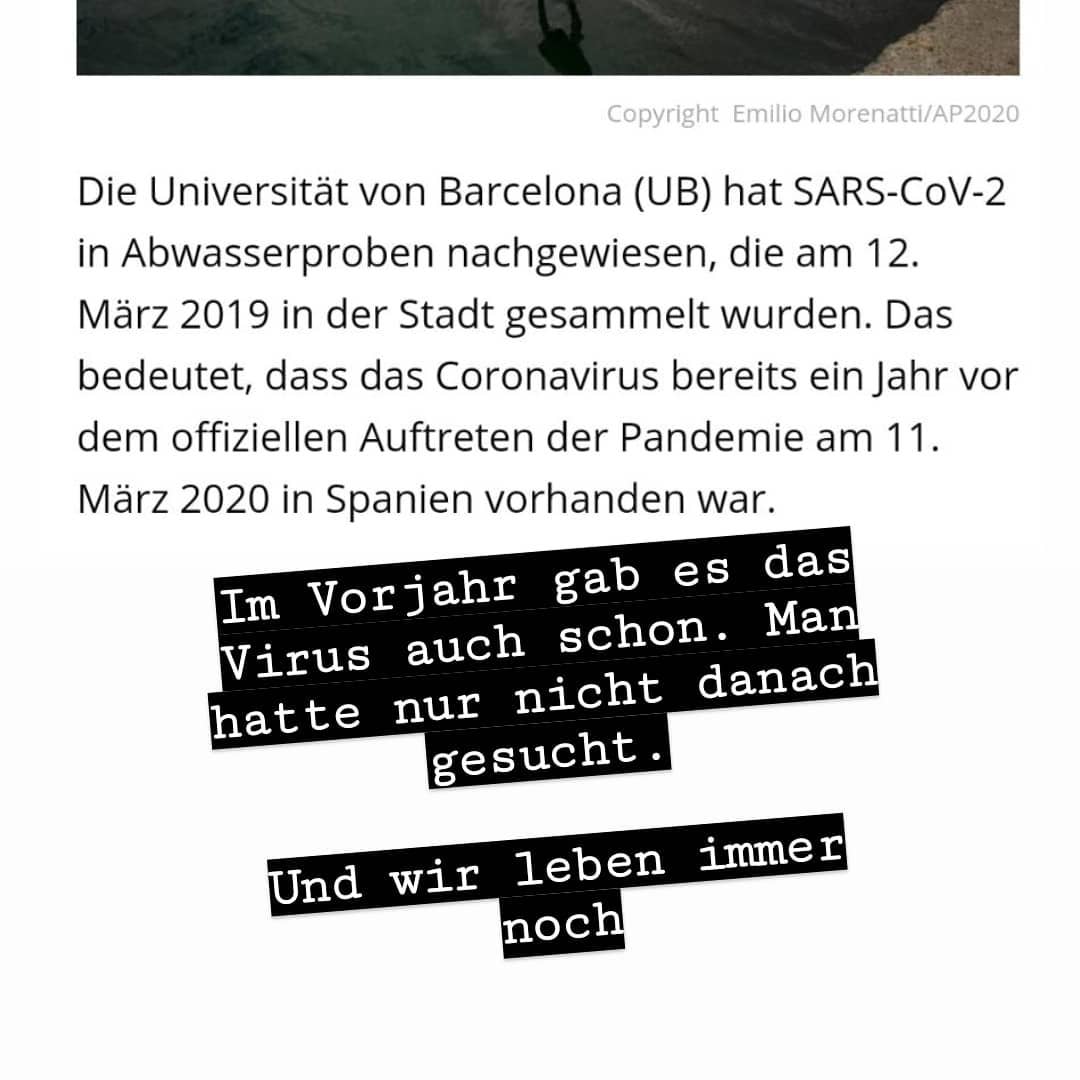 Copyright Emilio Morenatti/AP2020
Die Universität von Barcelona (UB) hat SARS-CoV-2
in Abwasserproben nachgewiesen, die am 12.
März 2019 in der Stadt gesammelt wurden. Das
bedeutet, dass das Coronavirus bereits ein Jahr vor
dem offiziellen Auftreten der Pandemie am 11.
März 2020 in Spanien vorhanden war.
Im Vorjahr gab es das
Virus auch schon. Man
hatte nur nicht danach
gesucht.
Und wir leben immer
noch